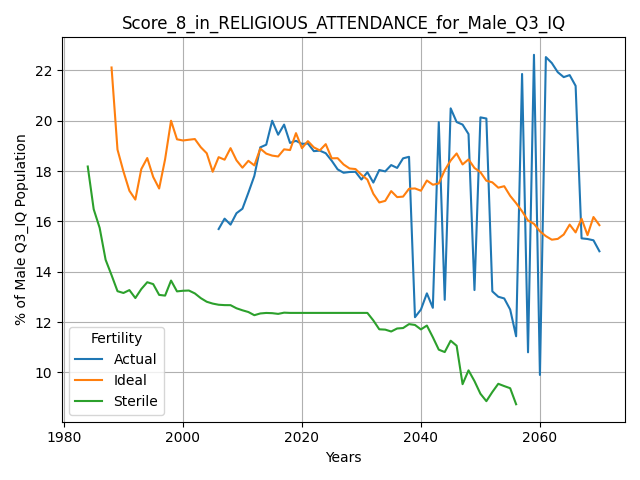 Score_8_in_RELIGIOUS_ATTENDANCE_for_Male_Q3_IQ
% of Male Q3_IQ Population
22
20
18
16
14
12
10
Fertility
Actual
Ideal
Sterile
1980
2000
2020
2040
2060
Years